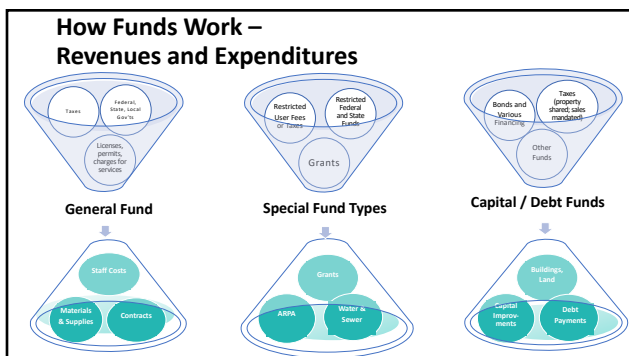 How Funds Work –
Revenues and Expenditures
Taxes
Federal,
State, Local
Gov'ts
Licenses,
permits,
charges for
services
General Fund
Staff Costs
Materials
& Supplies
Contracts
Restricted
User Fees
or Taxes
Restricted
Federal
and State
Funds
Grants
Special Fund Types
Grants
ARPA
Water &
Sewer
Bonds and
Various
Financing
Taxes
(property
shared; sales
mandated)
Other
Funds
Capital / Debt Funds
Buildings,
Land
Capital
Improv-
ments
Debt
Payments